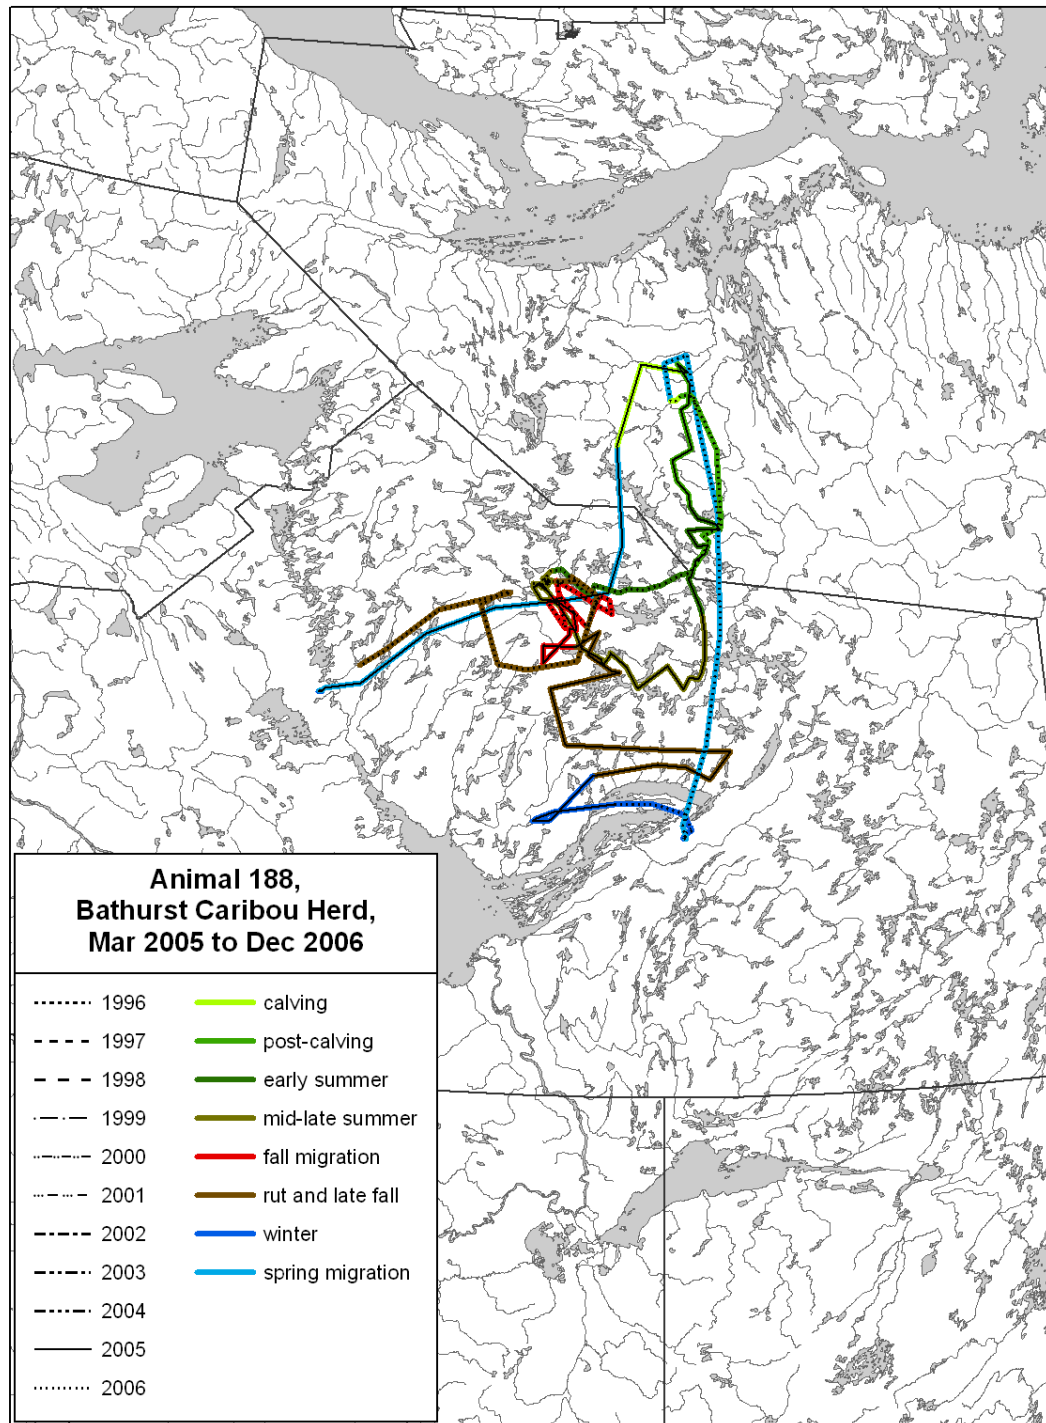 Animal 188,
Bathurst Caribou Herd,
Mar 2005 to Dec 2006
1996
1997
1998
1999
2000
2001
2002
2003
2004
2005
2006
calving
post-calving
early summer
mid-late summer
fall migration
rut and late fall
winter
spring migration